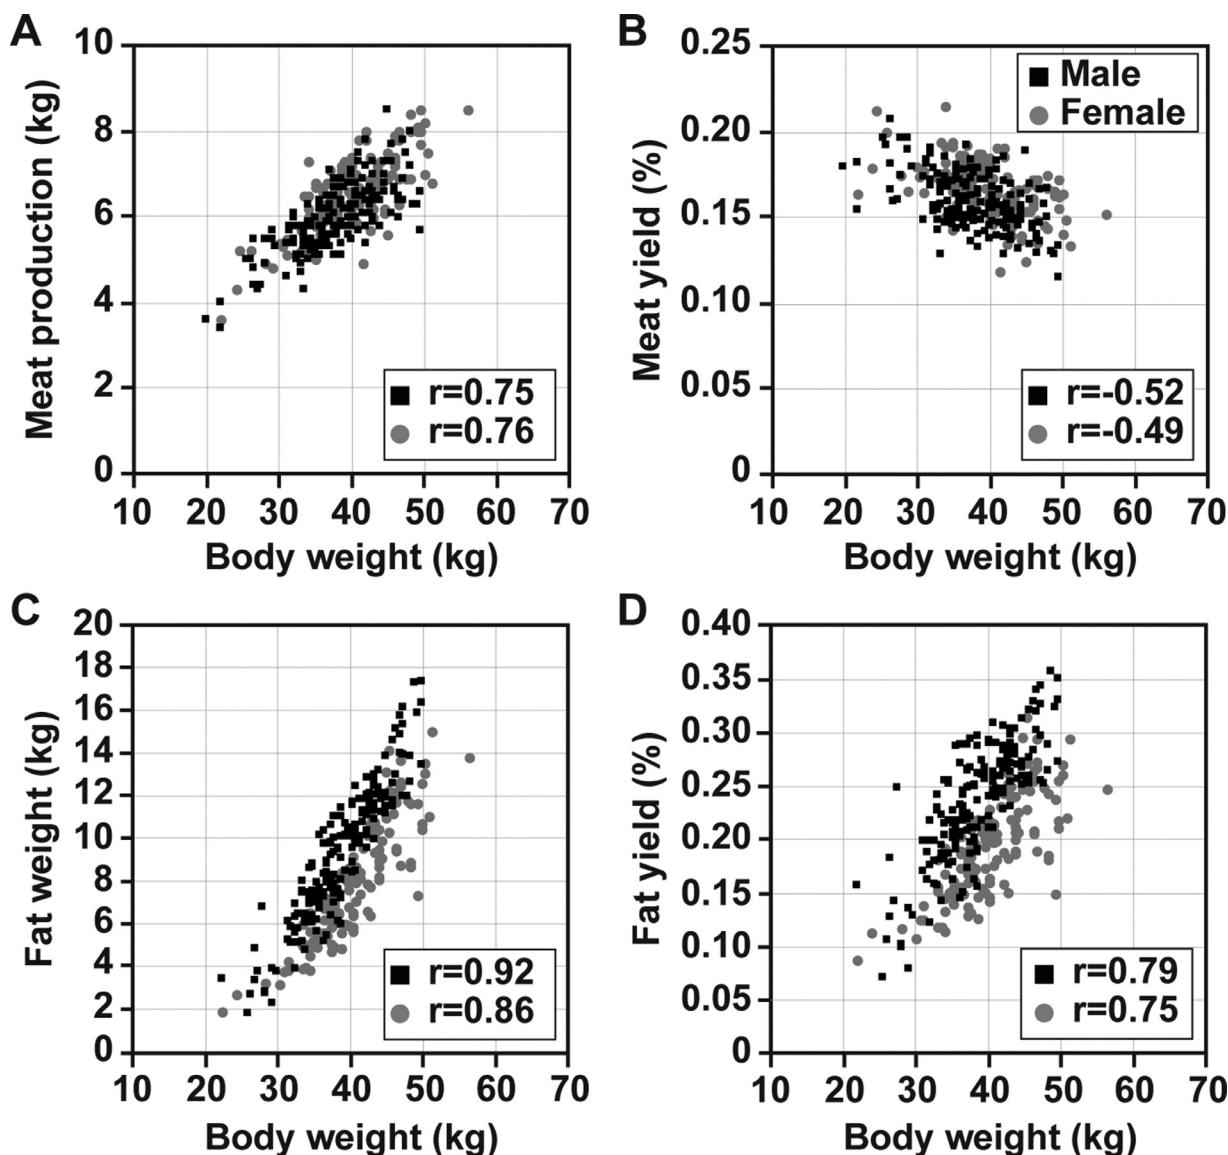 A
Meat production (kg)
10
8
6
4
2
0
r=0.75
r=0.76
10 20 30 40 50 60 70
Body weight (kg)
B
Meat yield (%)
0.25
0.20
0.15
0.10
0.05
0
Male
Female
r=-0.52
r=-0.49
10 20 30 40 50 60 70
Body weight (kg)
C
Fat weight (kg)
20
18
16
14
12
10
8
6
4
2
0
r=0.92
r=0.86
10 20 30 40 50 60 70
Body weight (kg)
D
Fat yield (%)
0.40
0.35
0.30
0.25
0.20
0.15
0.10
0.05
0
r=0.79
r=0.75
10 20 30 40 50 60 70
Body weight (kg)